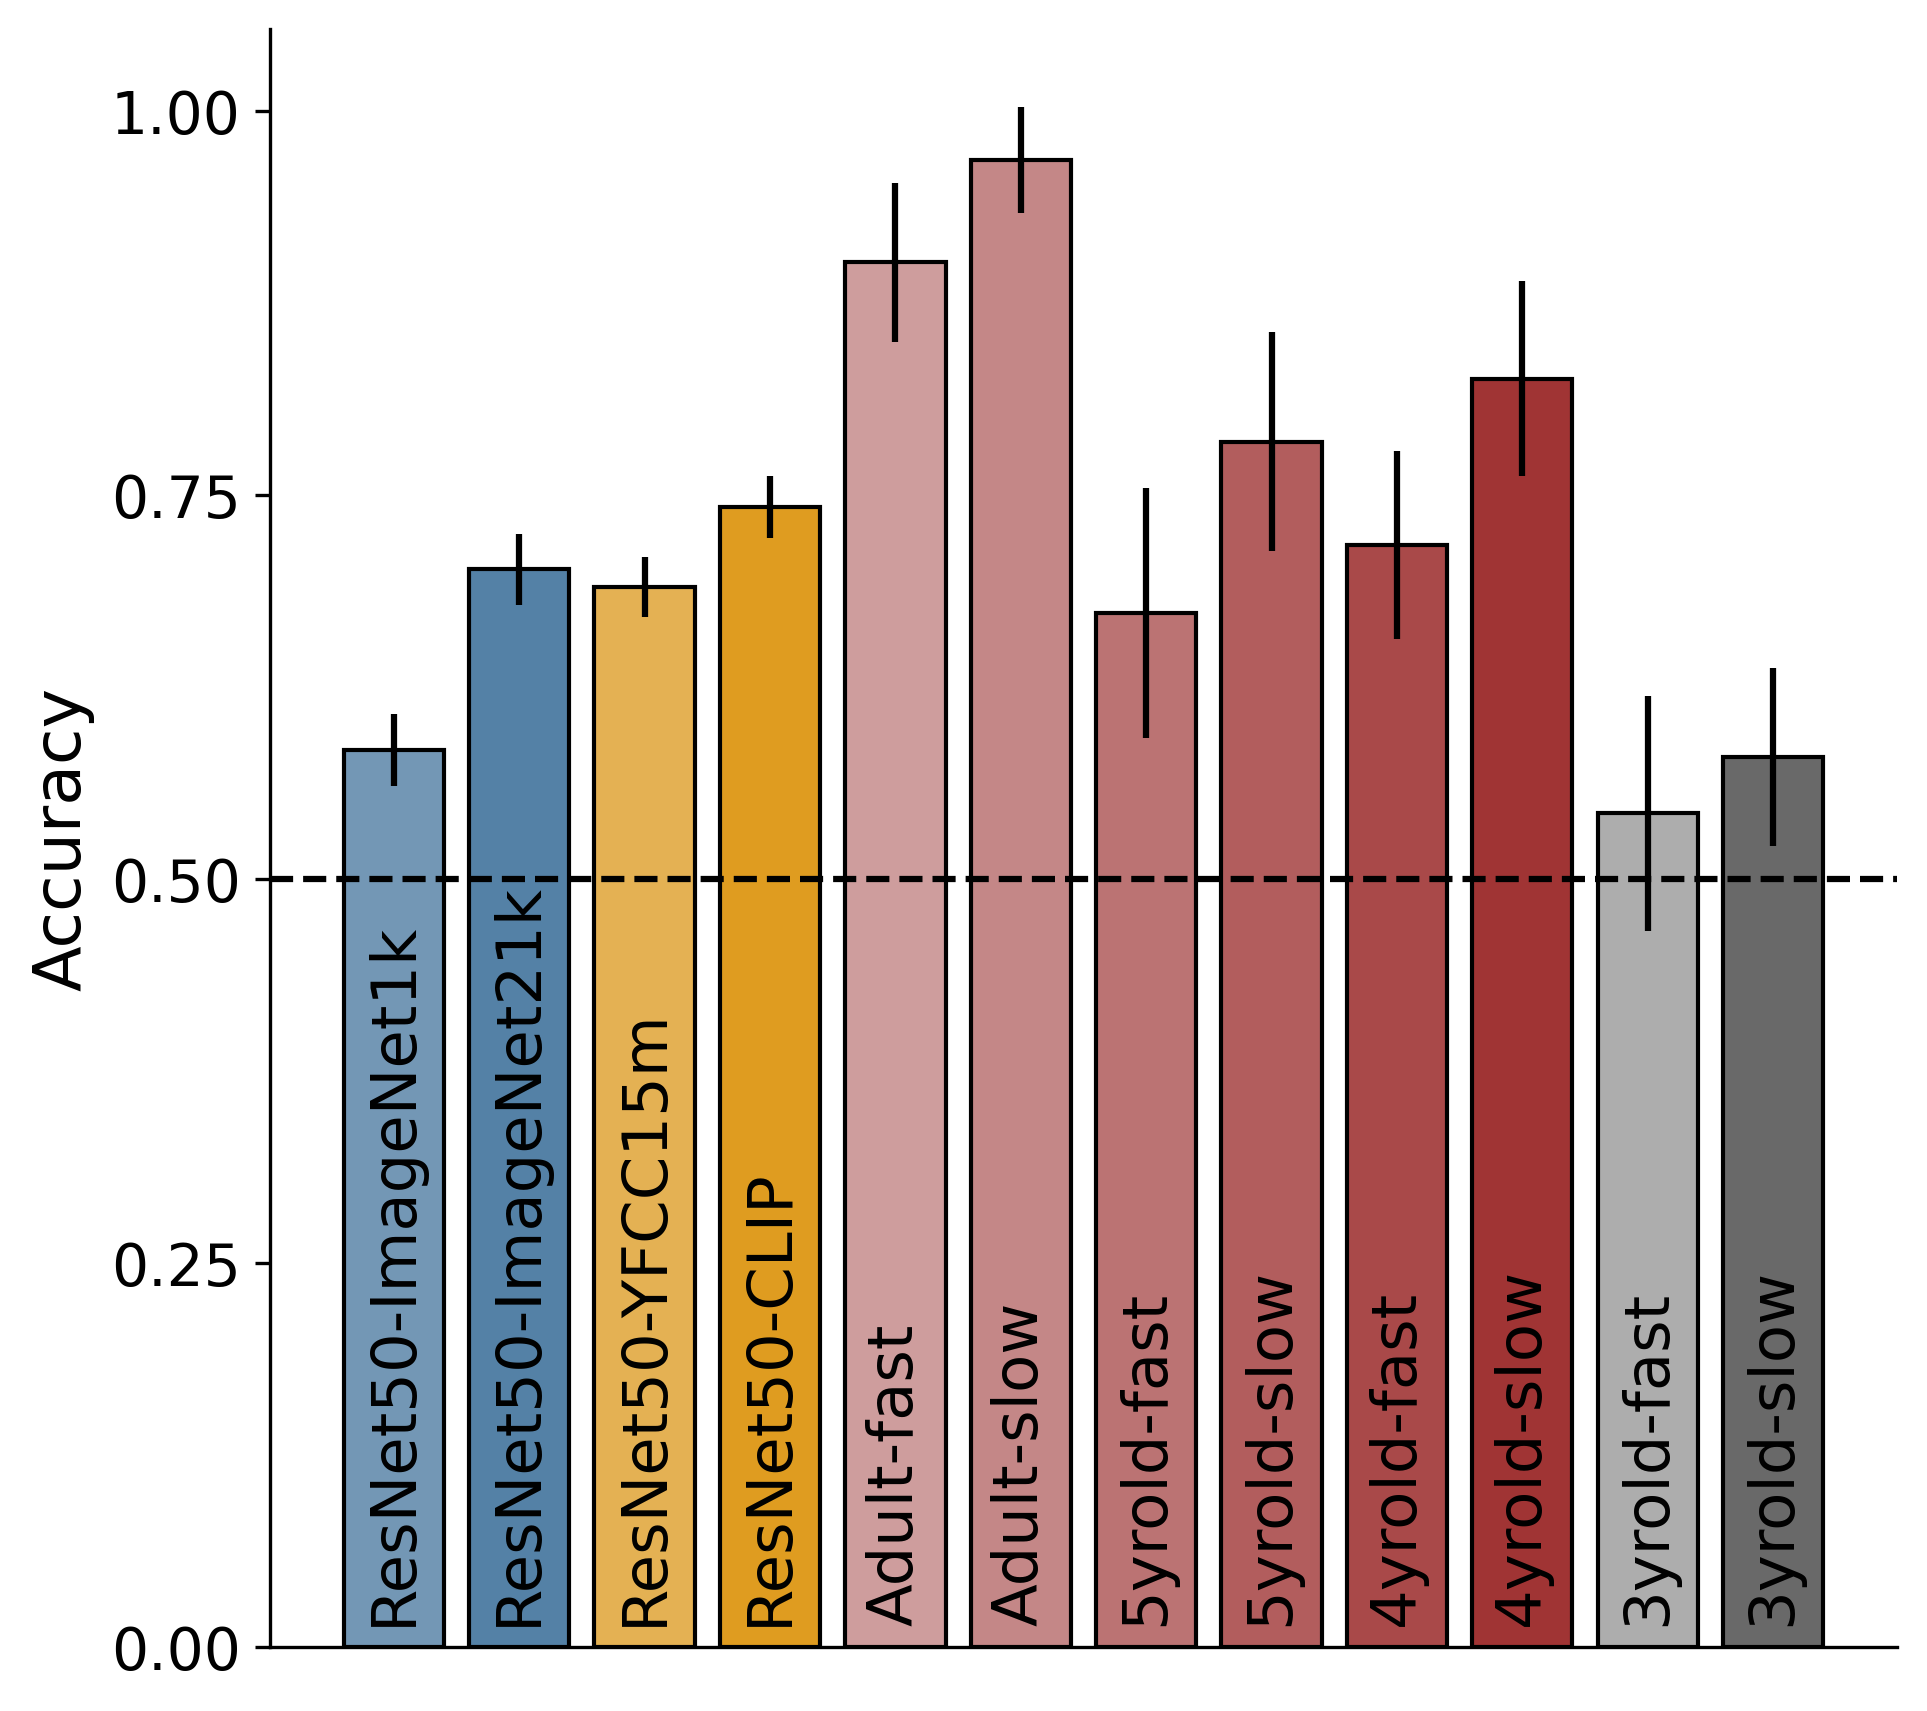 Accuracy
1.00
0.75
0.50
0.25
0.00
ResNet50-ImageNet1k
ResNet50-ImageNet21k
ResNet50-YFCC15m
ResNet50-CLIP
Adult-fast
Adult-slow
5yrold-fast
5yrold-slow
4yrold-fast
4yrold-slow
3yrold-fast
3yrold-slow